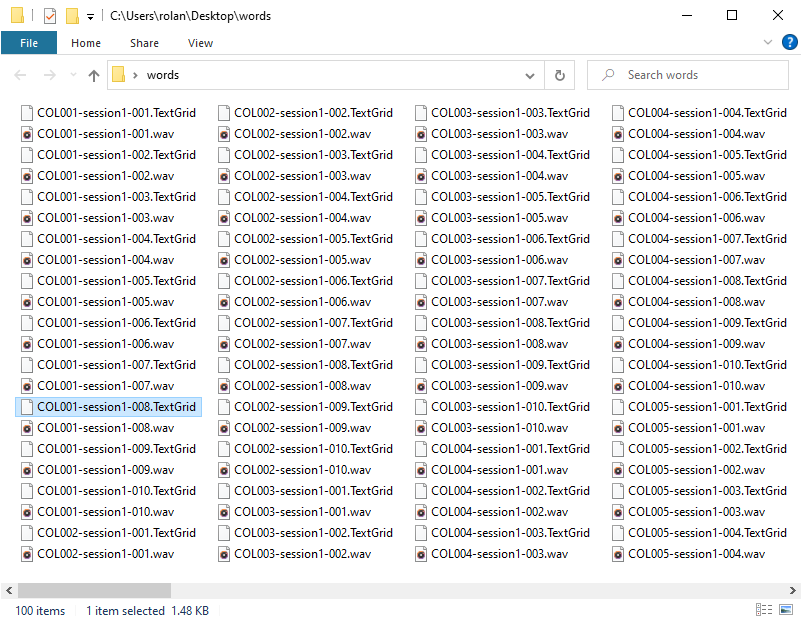 C:\Users\rolan\Desktop\words
File Home Share View
words
Search words
COL001-session1-001.TextGrid COL002-session1-002.TextGrid COL003-session1-003.TextGrid COL004-session1-004.TextGrid
COL001-session1-001.wav COL002-session1-002.wav COL003-session1-003.wav COL004-session1-004.wav
COL001-session1-002.TextGrid COL002-session1-003.TextGrid COL003-session1-004.TextGrid COL004-session1-005.TextGrid
COL001-session1-002.wav COL002-session1-003.wav COL003-session1-004.wav COL004-session1-005.wav
COL001-session1-003.TextGrid COL002-session1-004.TextGrid COL003-session1-005.TextGrid COL004-session1-006.TextGrid
COL001-session1-003.wav COL002-session1-004.wav COL003-session1-005.wav COL004-session1-006.wav
COL001-session1-004.TextGrid COL002-session1-005.TextGrid COL003-session1-006.TextGrid COL004-session1-007.TextGrid
COL001-session1-004.wav COL002-session1-005.wav COL003-session1-006.wav COL004-session1-007.wav
COL001-session1-005.TextGrid COL002-session1-006.TextGrid COL003-session1-007.TextGrid COL004-session1-008.TextGrid
COL001-session1-005.wav COL002-session1-006.wav COL003-session1-007.wav COL004-session1-008.wav
COL001-session1-006.TextGrid COL002-session1-007.TextGrid COL003-session1-008.TextGrid COL004-session1-009.TextGrid
COL001-session1-006.wav COL002-session1-007.wav COL003-session1-008.wav COL004-session1-009.wav
COL001-session1-007.TextGrid COL002-session1-008.TextGrid COL003-session1-009.TextGrid COL004-session1-010.TextGrid
COL001-session1-007.wav COL002-session1-008.wav COL003-session1-009.wav COL004-session1-010.wav
COL001-session1-008.TextGrid COL002-session1-009.TextGrid COL003-session1-010.TextGrid COL005-session1-001.TextGrid
COL001-session1-008.wav COL002-session1-009.wav COL003-session1-010.wav COL005-session1-001.wav
COL001-session1-009.TextGrid COL002-session1-010.TextGrid COL004-session1-001.TextGrid COL005-session1-002.TextGrid
COL001-session1-009.wav COL002-session1-010.wav COL004-session1-001.wav COL005-session1-002.wav
COL001-session1-010.TextGrid COL003-session1-001.TextGrid COL004-session1-002.TextGrid COL005-session1-003.TextGrid
COL001-session1-010.wav COL003-session1-001.wav COL004-session1-002.wav COL005-session1-003.wav
COL002-session1-001.TextGrid COL003-session1-002.TextGrid COL004-session1-003.TextGrid COL005-session1-004.TextGrid
COL002-session1-001.wav COL003-session1-002.wav COL004-session1-003.wav COL005-session1-004.wav
100 items 1 item selected 1.48 KB